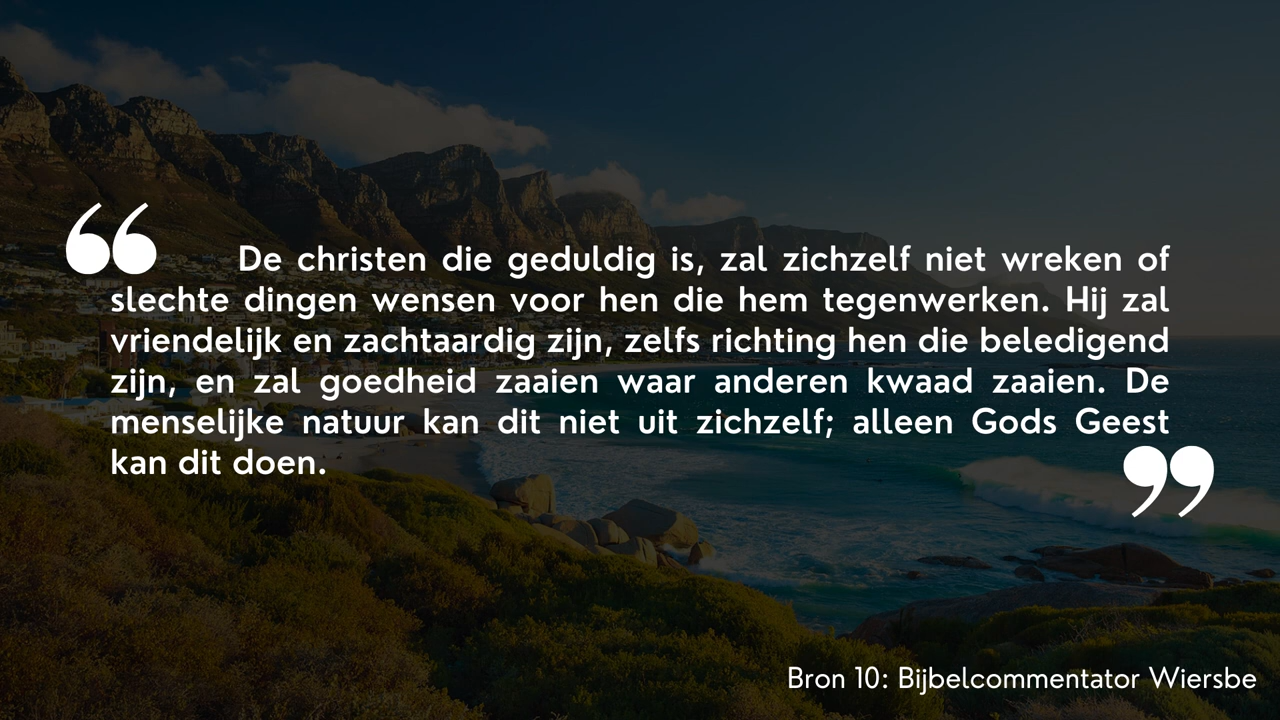 “ De christen die geduldig is, zal zichzelf niet wreken of
slechte dingen wensen voor hen die hem tegenwerken. Hij zal
vriendelijk en zachtaardig zijn, zelfs richting hen die beledigend
zijn, en zal goedheid zaaien waar anderen kwaad zaaien. De
menselijke natuur kan dit niet uit zichzelf; alleen Gods Geest
kan dit doen. ”
Bron 10: Bijbelcommentator Wiersbe